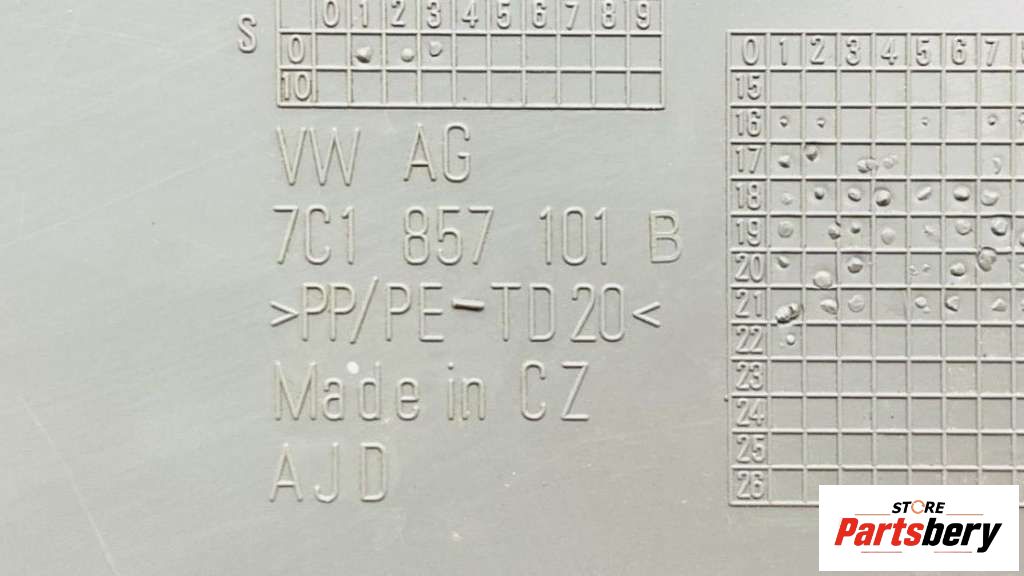 0 1 2 3 4 5 6 7 8 9
S
0
10
VW AG
7C1 857 101 B
>PP/PE-TD20<
Made in CZ
AJD
0 1 2 3 4 5 6 7
15
16
17
18
19
20
21
22
23
24
25
26
STORE
Partsbery